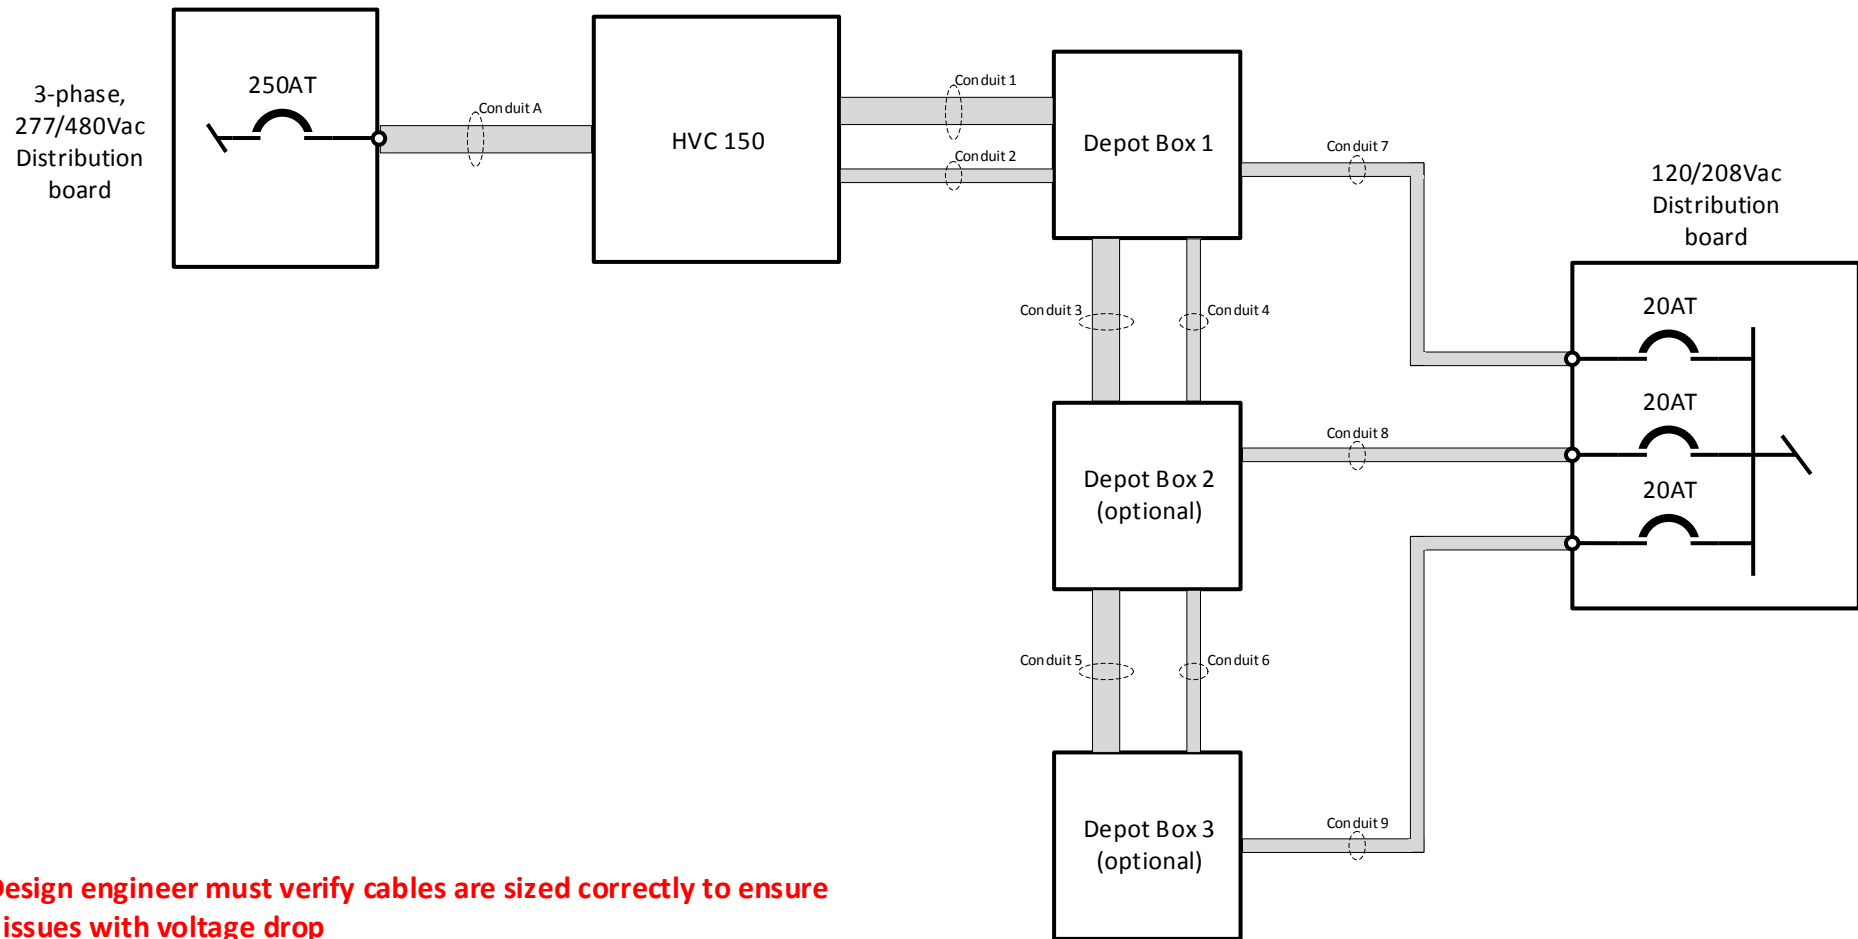 3-phase,
277/480Vac
Distribution
board
250AT
Conduit A
HVC 150
Conduit 1
Conduit 2
Depot Box 1
Conduit 7
120/208Vac
Distribution
board
Conduit 3
Conduit 4
20AT
20AT
20AT
Conduit 8
Depot Box 2
(optional)
Conduit 5
Conduit 6
Depot Box 3
(optional)
Conduit 9
Design engineer must verify cables are sized correctly to ensure
issues with voltage drop